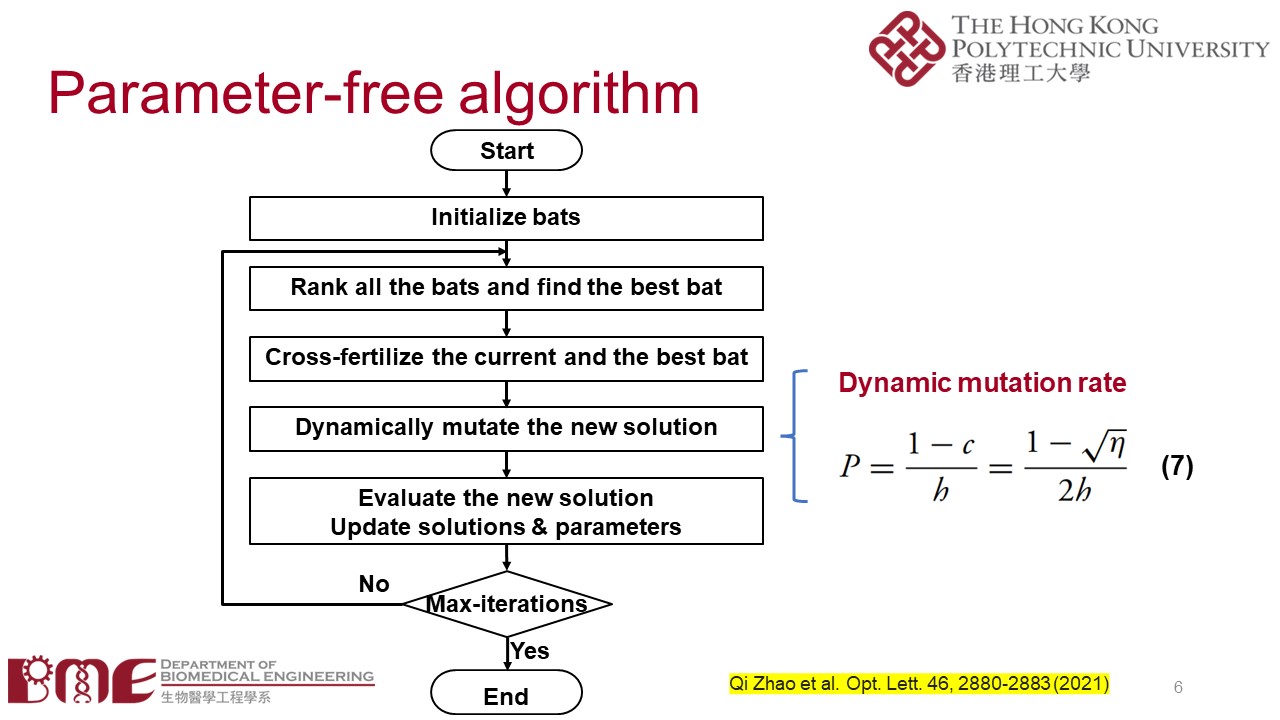 THE HONG KONG
POLYTECHNIC UNIVERSITY
香港理工大學
Parameter-free algorithm
Start
Initialize bats
Rank all the bats and find the best bat
Cross-fertilize the current and the best bat
Dynamically mutate the new solution
Evaluate the new solution
Update solutions & parameters
No
Max-iterations
Yes
End
Dynamic mutation rate
P = (1 − c)/h = (1 − √η)/2h (7)
BME
DEPARTMENT OF
BIOMEDICAL ENGINEERING
生物醫學工程學系
Qi Zhao et al. Opt. Lett. 46, 2880-2883 (2021)
6